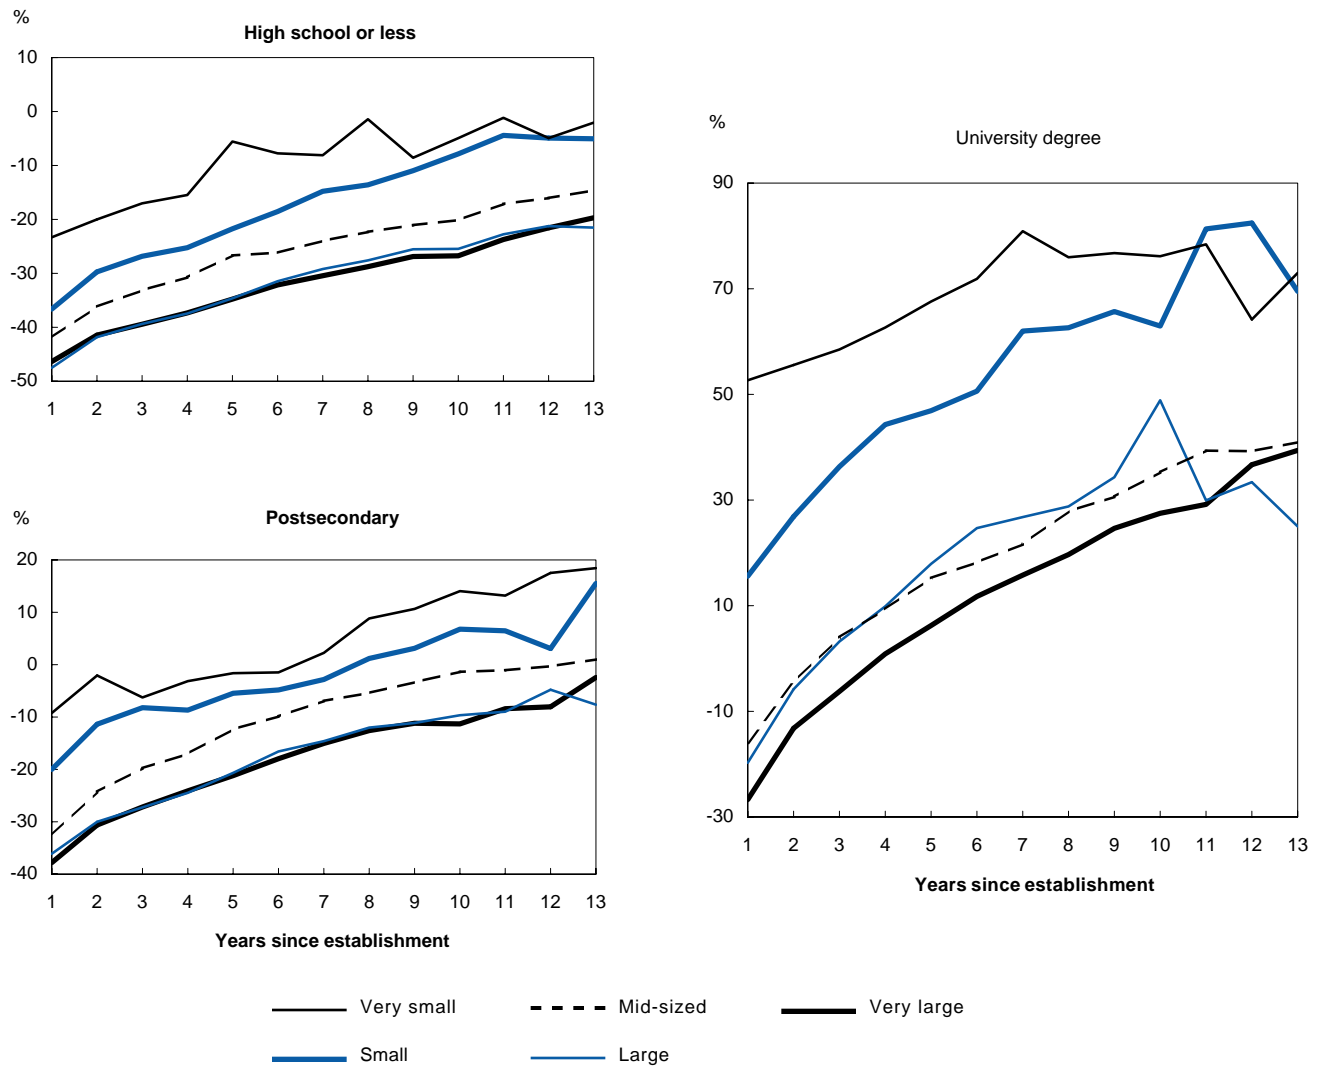 %
High school or less
10
0
-10
-20
-30
-40
-50
1 2 3 4 5 6 7 8 9 10 11 12 13
%
Postsecondary
20
10
0
-10
-20
-30
-40
1 2 3 4 5 6 7 8 9 10 11 12 13
Years since establishment
%
University degree
90
70
50
30
10
-10
-30
1 2 3 4 5 6 7 8 9 10 11 12 13
Years since establishment
Very small Mid-sized Very large
Small Large